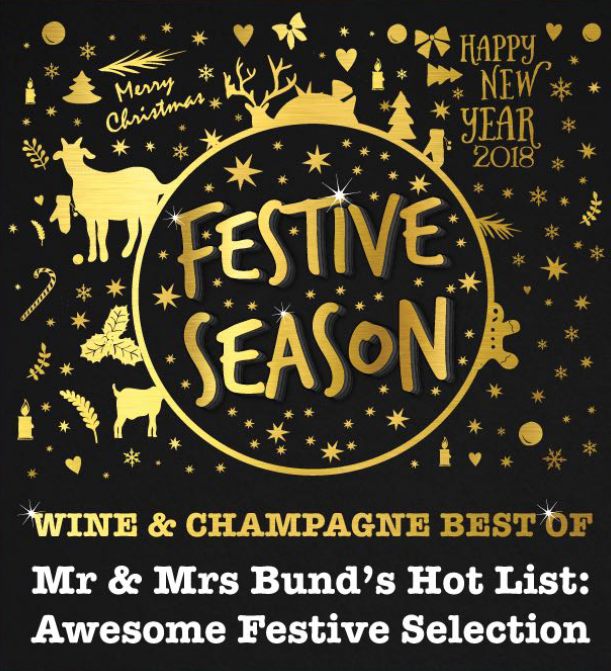 Merry
Christmas
HAPPY
NEW
YEAR
2018
FESTIVE
SEASON
WINE & CHAMPAGNE BEST OF
Mr & Mrs Bund's Hot List:
Awesome Festive Selection